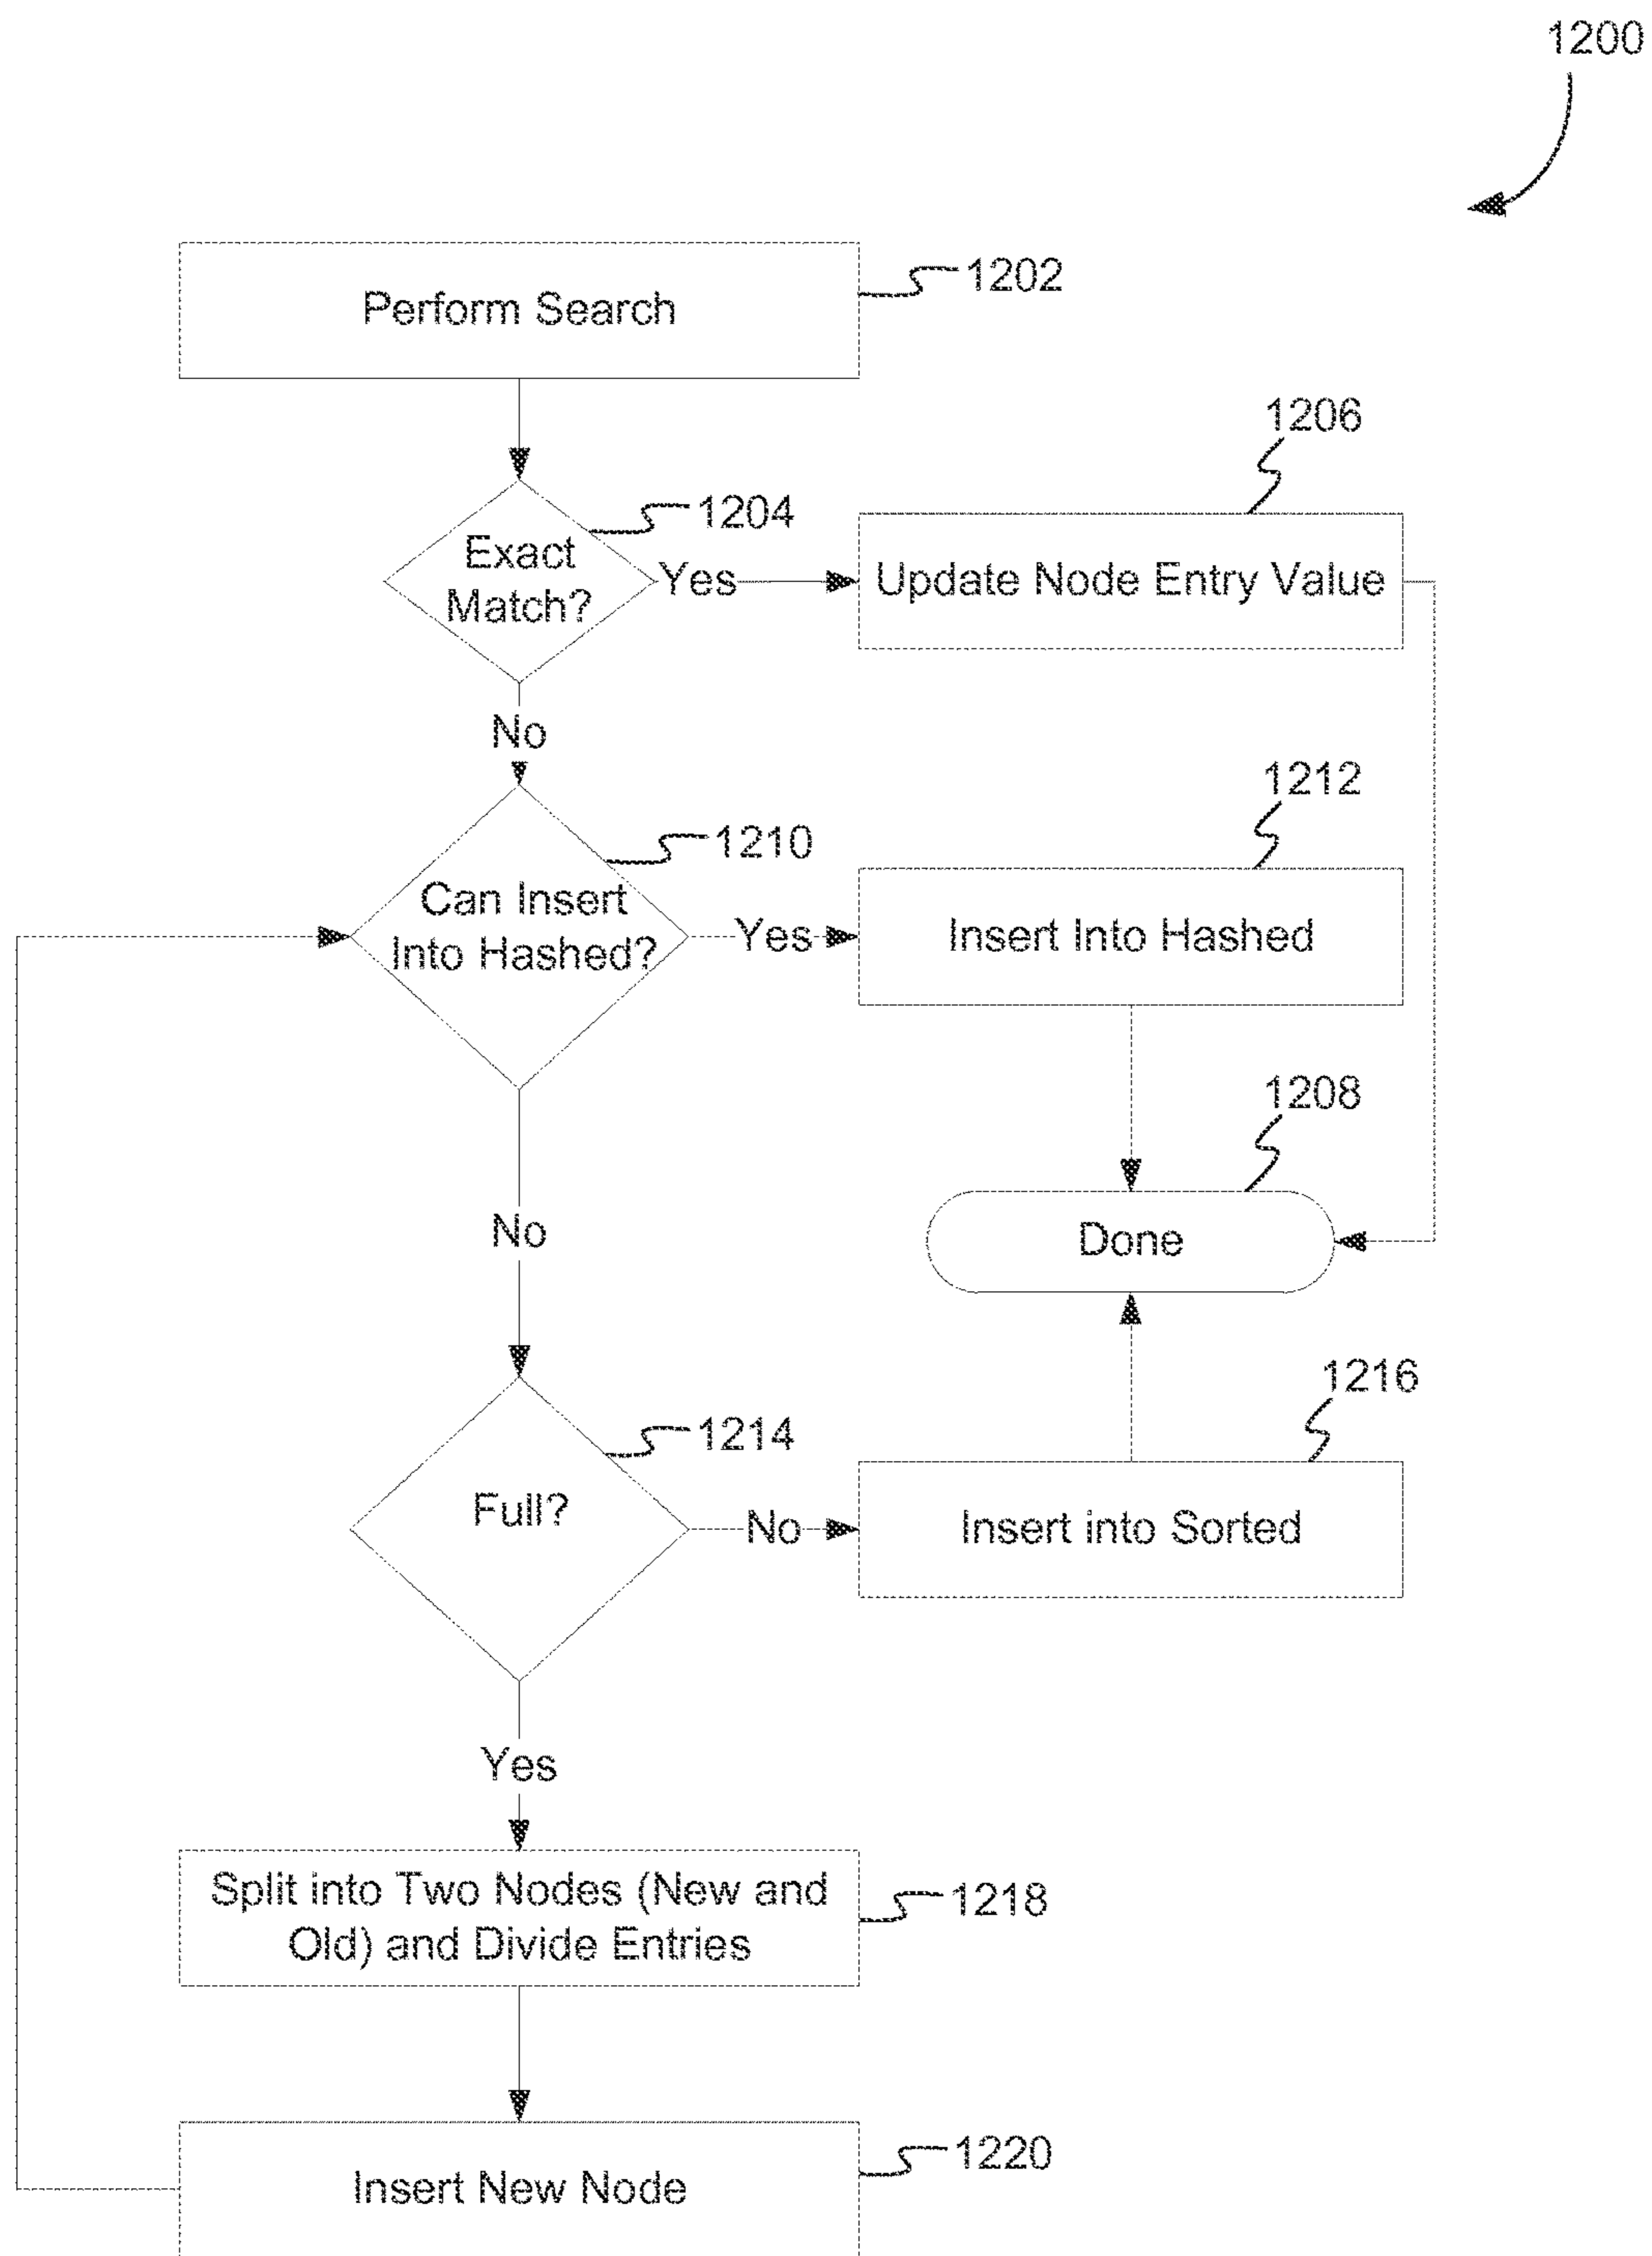 1200
Perform Search
1202
1204
Exact
Match?
Yes
1206
Update Node Entry Value
No
1210
Can Insert
Into Hashed?
Yes
1212
Insert Into Hashed
1208
Done
No
1214
Full?
No
1216
Insert into Sorted
Yes
Split into Two Nodes (New and
Old) and Divide Entries
1218
Insert New Node
1220